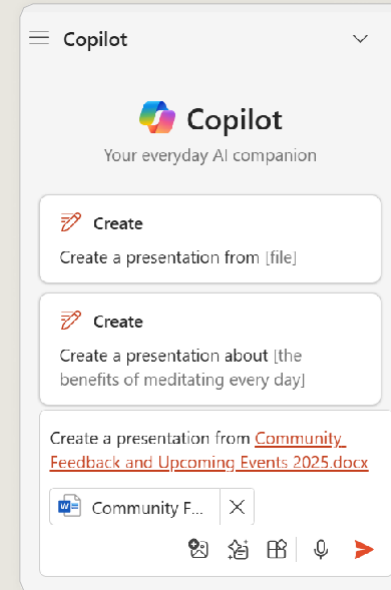 Copilot
Copilot
Your everyday AI companion
Create
Create a presentation from [file]
Create
Create a presentation about [the
benefits of meditating every day]
Create a presentation from Community
Feedback and Upcoming Events 2025.docx
Community F...